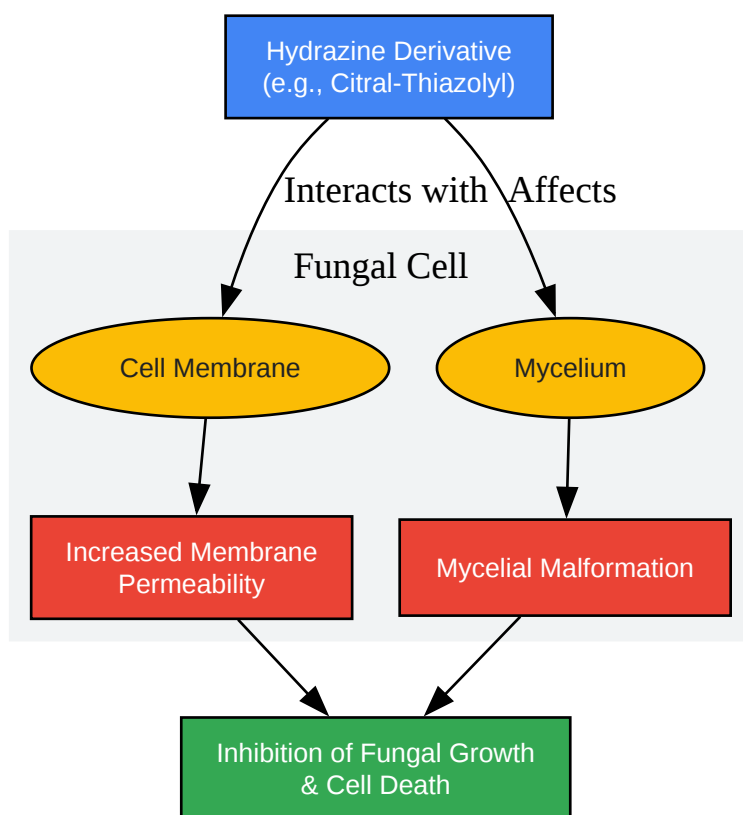 Hydrazine Derivative
(e.g., Citral-Thiazolyl)
Interacts with
Affects
Fungal Cell
Cell Membrane
Mycelium
Increased Membrane
Permeability
Mycelial Malformation
Inhibition of Fungal Growth
& Cell Death